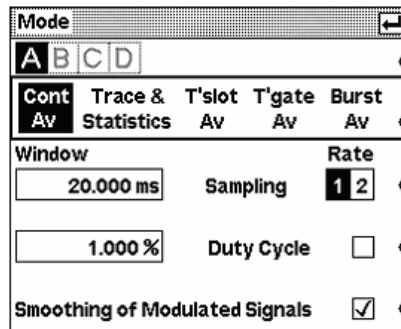 Mode
A B C D
Cont Av Trace & Statistics T'slot Av T'gate Av Burst Av
Window Rate
20.000 ms Sampling 1 2
1.000 % Duty Cycle
Smoothing of Modulated Signals